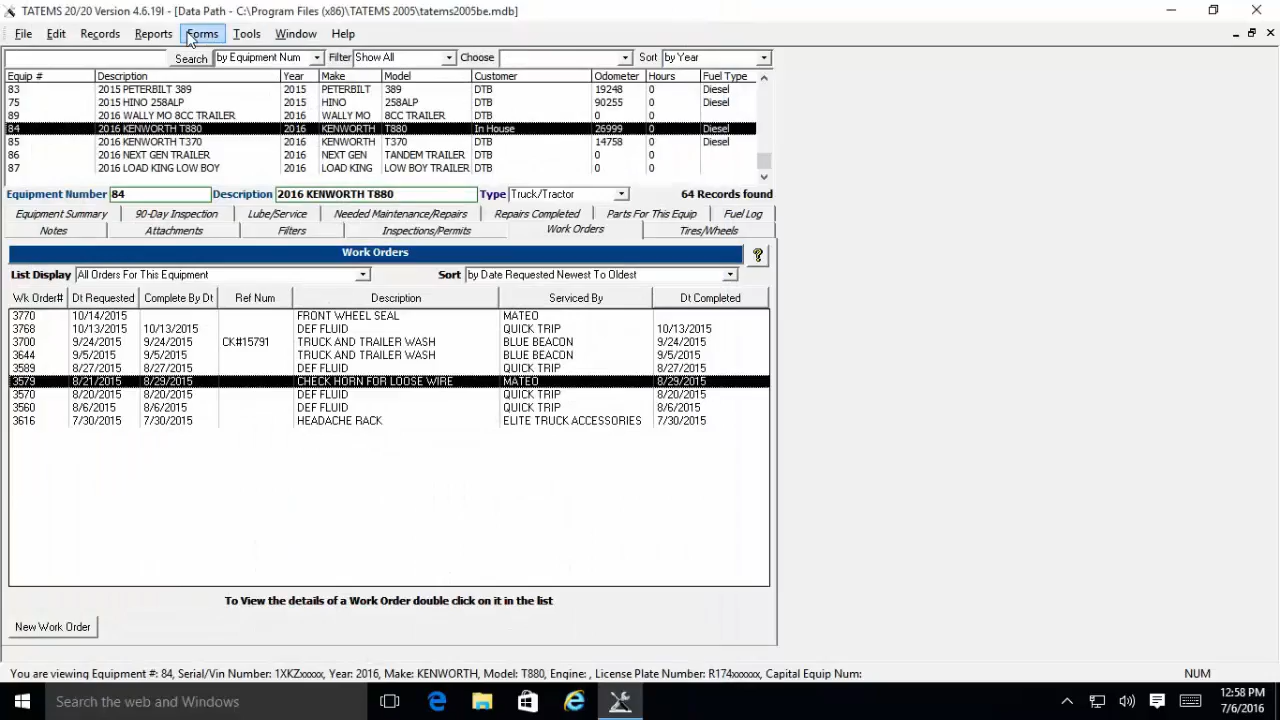 TATEMS 20/20 Version 4.6.19I - [Data Path - C:\Program Files (x86)\TATEMS 2005\tatems2005be.mdb]
File Edit Records Reports Forms Tools Window Help
Search by Equipment Num Filter Show All Choose Sort by Year
Equip # Description Year Make Model Customer Odometer Hours Fuel Type
83 2015 PETERBILT 389 2015 PETERBILT 389 DTB 19248 0 Diesel
75 2015 HINO 258ALP 2015 HINO 258ALP DTB 90255 0 Diesel
89 2016 WALLY MO 8CC TRAILER 2016 WALLY MO 8CC TRAILER DTB 0 0
84 2016 KENWORTH T880 2016 KENWORTH T880 In House 26999 0 Diesel
85 2016 KENWORTH T370 2016 KENWORTH T370 DTB 14758 0 Diesel
86 2016 NEXT GEN TRAILER 2016 NEXT GEN TANDEM TRAILER DTB 0 0
87 2016 LOAD KING LOW BOY 2016 LOAD KING LOW BOY TRAILER DTB 0 0
Equipment Number 84 Description 2016 KENWORTH T880 Type Truck/Tractor 64 Records found
Equipment Summary 90-Day Inspection Lube/Service Needed Maintenance/Repairs Repairs Completed Parts For This Equip Fuel Log
Notes Attachments Filters Inspections/Permits Work Orders Tires/Wheels
Work Orders ?
List Display All Orders For This Equipment Sort by Date Requested Newest To Oldest
Wk Order# Dt Requested Complete By Dt Ref Num Description Serviced By Dt Completed
3770 10/14/2015 FRONT WHEEL SEAL MATEO
3768 10/13/2015 10/13/2015 DEF FLUID QUICK TRIP 10/13/2015
3700 9/24/2015 9/24/2015 CK#15791 TRUCK AND TRAILER WASH BLUE BEACON 9/24/2015
3644 9/5/2015 9/5/2015 TRUCK AND TRAILER WASH BLUE BEACON 9/5/2015
3589 8/27/2015 8/27/2015 DEF FLUID QUICK TRIP 8/27/2015
3579 8/21/2015 8/29/2015 CHECK HORN FOR LOOSE WIRE MATEO 8/29/2015
3570 8/20/2015 8/20/2015 DEF FLUID QUICK TRIP 8/20/2015
3560 8/6/2015 8/6/2015 DEF FLUID QUICK TRIP 8/6/2015
3616 7/30/2015 7/30/2015 HEADACHE RACK ELITE TRUCK ACCESSORIES 7/30/2015
To View the details of a Work Order double click on it in the list
New Work Order
You are viewing Equipment #: 84, Serial/Vin Number: 1XKZxxxxx, Year: 2016, Make: KENWORTH, Model: T880, Engine: , License Plate Number: R174xxxxxx, Capital Equip Num: NUM
Search the web and Windows
12:58 PM
7/6/2016